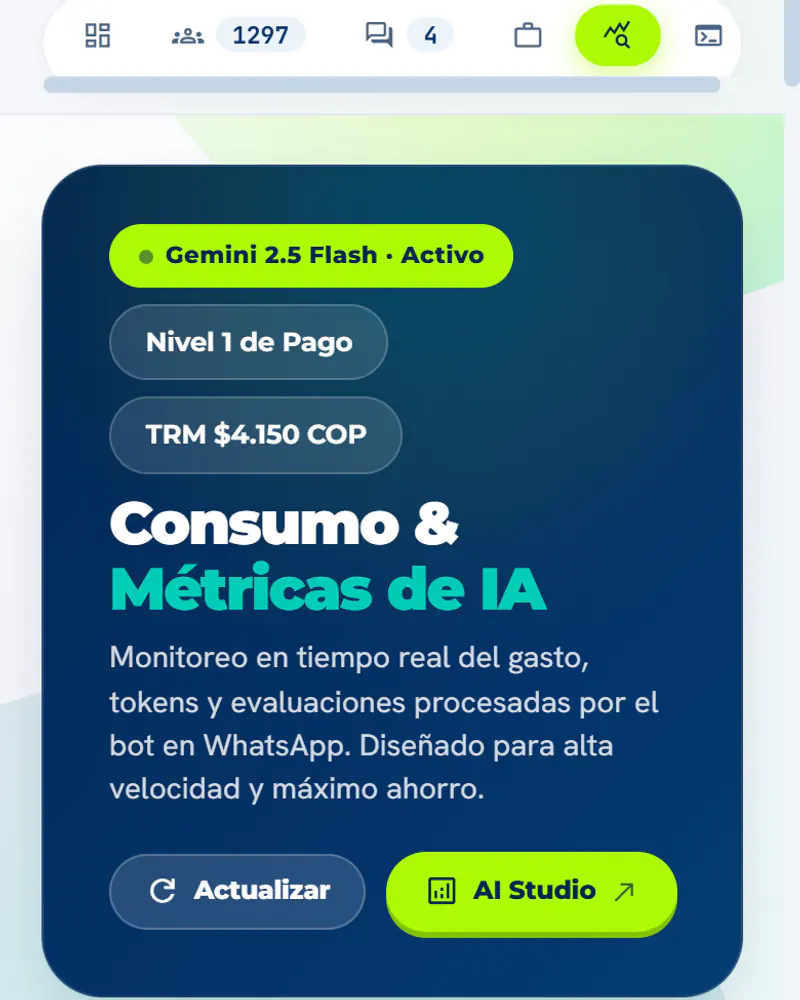 1297
4
Gemini 2.5 Flash · Activo
Nivel 1 de Pago
TRM $4.150 COP
Consumo &
Métricas de IA
Monitoreo en tiempo real del gasto,
tokens y evaluaciones procesadas por el
bot en WhatsApp. Diseñado para alta
velocidad y máximo ahorro.
Actualizar
AI Studio